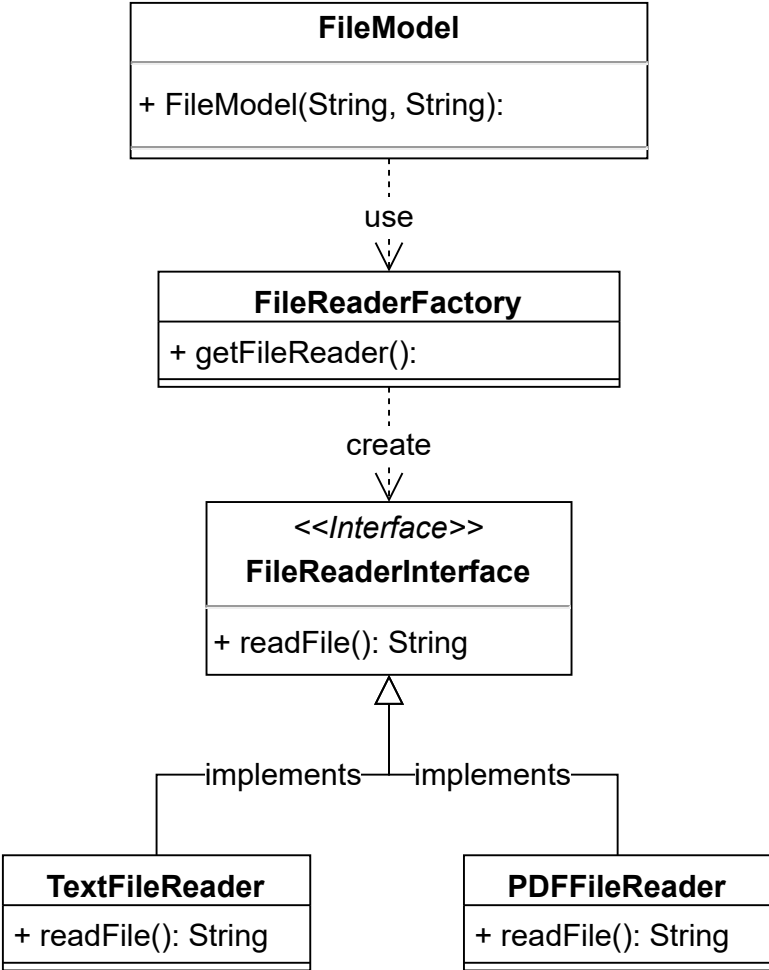 FileModel
+ FileModel(String, String):
use
FileReaderFactory
+ getFileReader():
create
<<Interface>>
FileReaderInterface
+ readFile(): String
implements
implements
TextFileReader
+ readFile(): String
PDFFileReader
+ readFile(): String